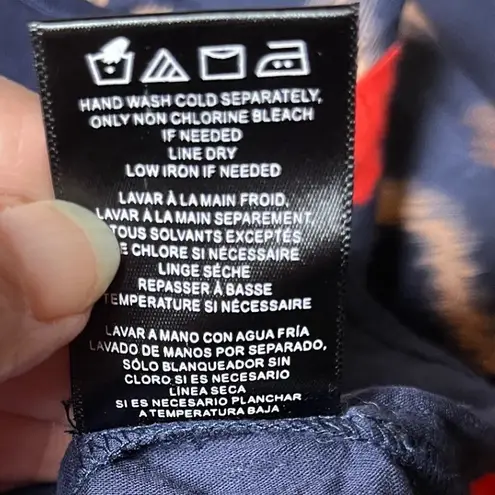 HAND WASH COLD SEPARATELY,
ONLY NON CHLORINE BLEACH
IF NEEDED
LINE DRY
LOW IRON IF NEEDED
LAVAR À LA MAIN FROID,
LAVAR À LA MAIN SEPAREMENT,
TOUS SOLVANTS EXCEPTÉS
CHLORE SI NÉCESSAIRE
LINGE SÉCHE
REPASSER À BASSE
TEMPERATURE SI NÉCESSAIRE
LAVAR A MANO CON AGUA FRÍA
LAVADO DE MANOS POR SEPARADO,
SÓLO BLANQUEADOR SIN
CLORO SI ES NECESARIO
LÍNEA SECA
SI ES NECESARIO PLANCHAR
A TEMPERATURA BAJA